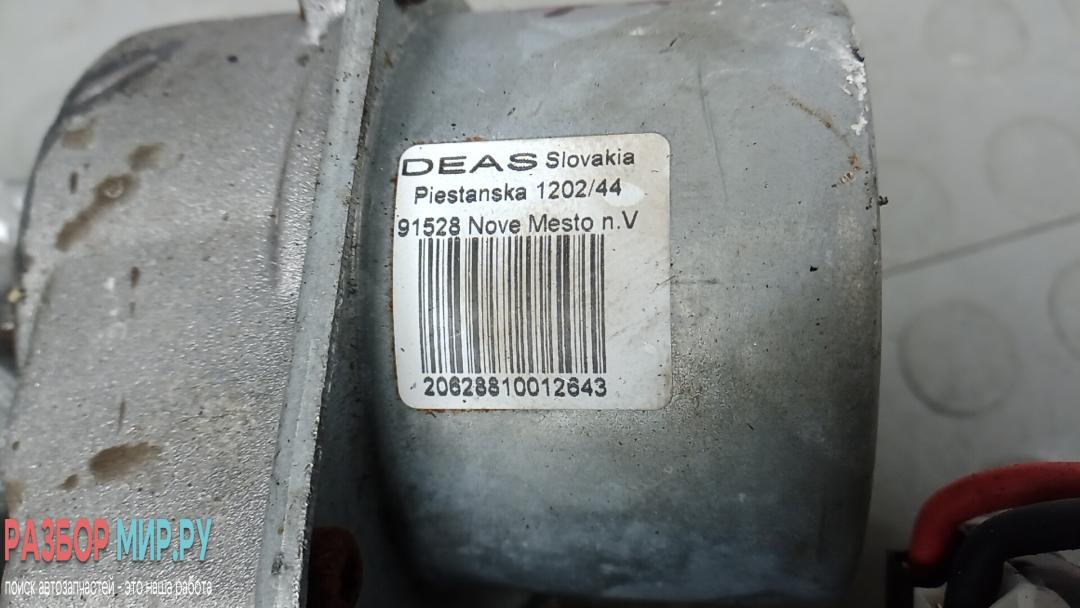 DEAS Slovakia
Piestanska 1202/44
91528 Nove Mesto n.V
20628810012643
РАЗБОР МИР.РУ
поиск автозапчастей - это наша работа